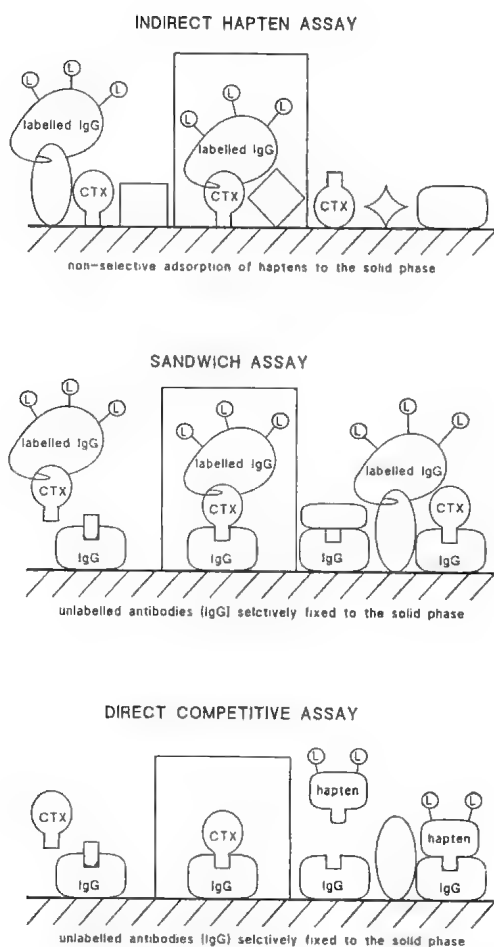 INDIRECT HAPTEN ASSAY
L L L L L L
labelled IgG labelled IgG
CTX CTX CTX
non-selective adsorption of haptens to the solid phase
SANDWICH ASSAY
L L L L L L L L L
labelled IgG labelled IgG labelled IgG
CTX CTX CTX
IgG IgG IgG IgG
unlabelled antibodies (IgG) selctively fixed to the solid phase
DIRECT COMPETITIVE ASSAY
L L
hapten
CTX CTX L L
hapten
IgG IgG IgG IgG
unlabelled antibodies (IgG) selectively fixed to the solid phase